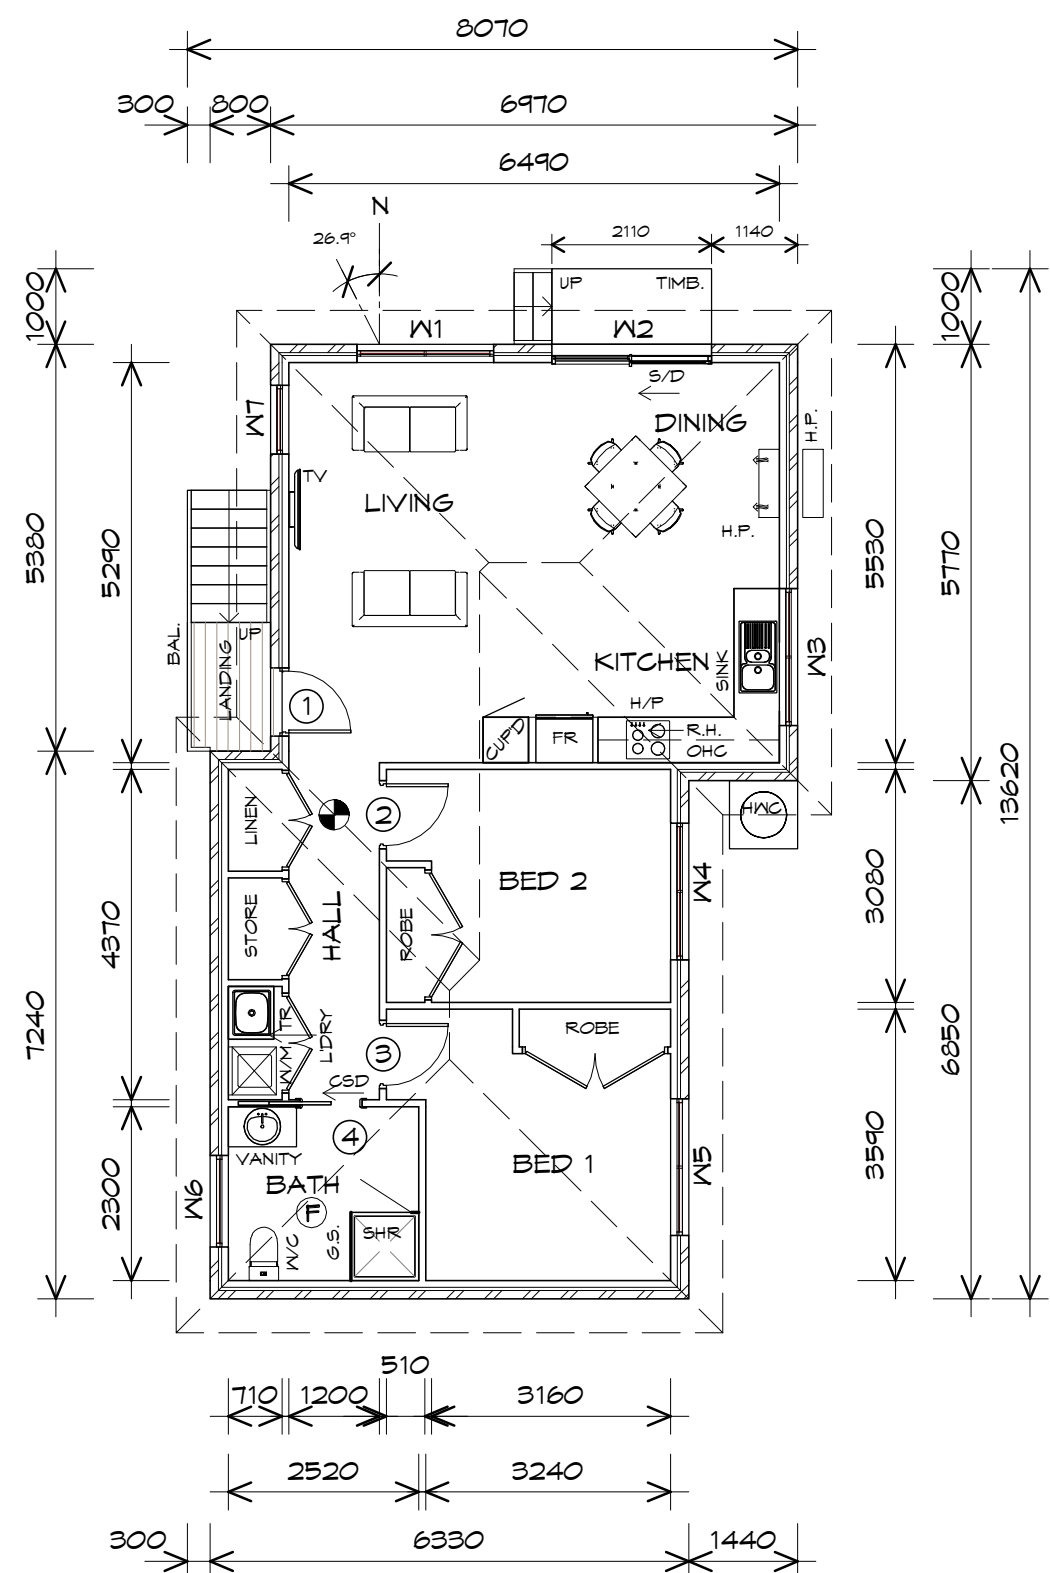 8070
300 800 6970
6490
N
26.9°
2110 1140
1000
UP TIMB.
1000
W1 W2
S/D
W7
DINING
H.P.
TV
LIVING
H.P.
5380
5290
5530
5770
BAL.
UP
LANDING
KITCHEN
SINK
W3
1
H/P
CUP'D
FR
R.H.
OHC
13620
LINEN
2
HWC
BED 2
W4
STORE
HALL
ROBE
4370
3080
7240
TR
L'DRY
W/M
ROBE
3
6850
CSD
4
VANITY
BATH
BED 1
W5
W6
F
2300
3590
W/C
G.S.
SHR
510
710 1200 3160
2520 3240
300 6330 1440